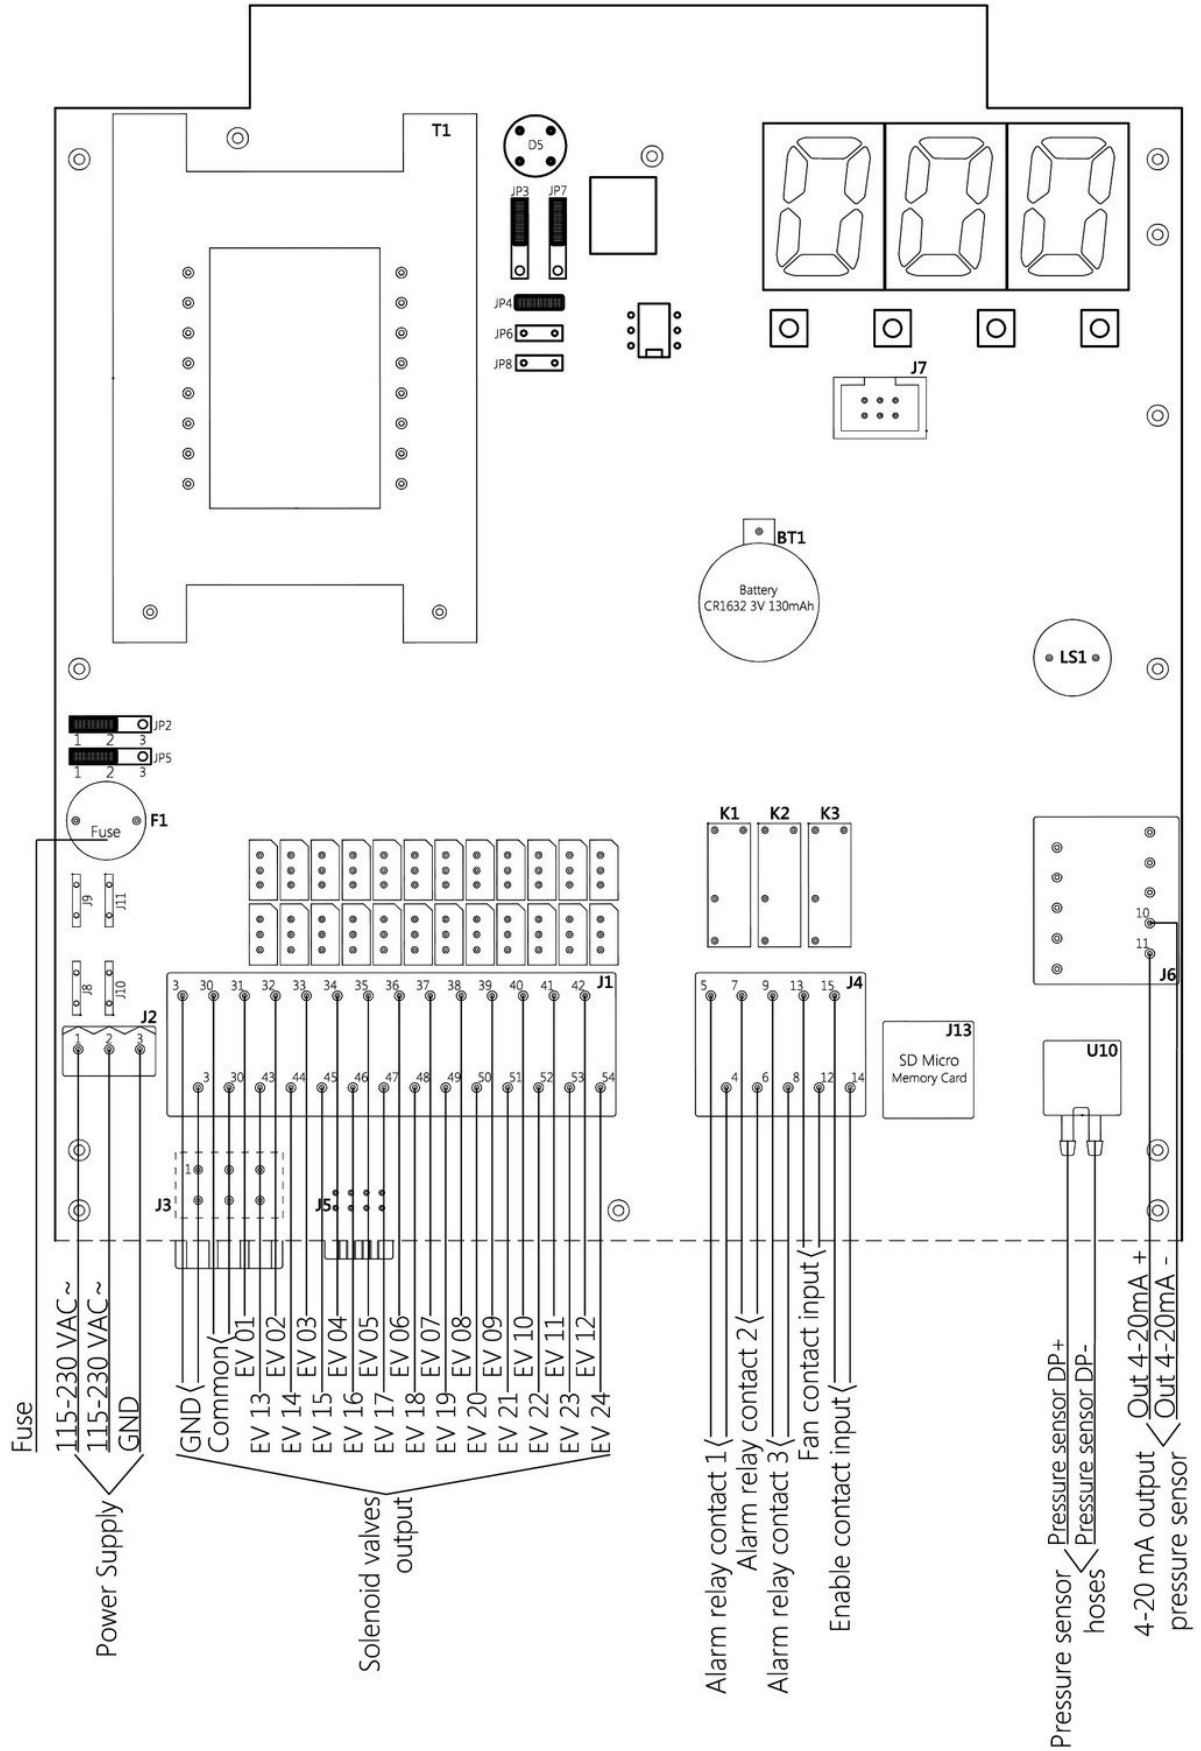 T1
D5
JP3
JP7
JP4
JP6
JP8
J7
BT1
Battery
CR1632 3V 130mAh
LS1
JP2
1 2 3
JP5
1 2 3
Fuse
F1
K1 K2 K3
J9
J11
J8
J10
10
11
J6
J2
1 2 3
J1
3 30 31 32 33 34 35 36 37 38 39 40 41 42
3 30 43 44 45 46 47 48 49 50 51 52 53 54
J4
5 7 9 13 15
4 6 8 12 14
J13
SD Micro
Memory Card
U10
1
J3
J5
Fuse
115-230 VAC ~
115-230 VAC ~
GND
Power Supply
GND
Common
EV 01
EV 13
EV 02
EV 14
EV 03
EV 15
EV 04
EV 16
EV 05
EV 17
EV 06
EV 18
EV 07
EV 19
EV 08
EV 20
EV 09
EV 21
EV 10
EV 22
EV 11
EV 23
EV 12
EV 24
Solenoid valves
output
Alarm relay contact 1
Alarm relay contact 2
Alarm relay contact 3
Fan contact input
Enable contact input
Pressure sensor DP+
Pressure sensor DP-
Pressure sensor
hoses
Out 4-20mA +
Out 4-20mA -
4-20 mA output
pressure sensor